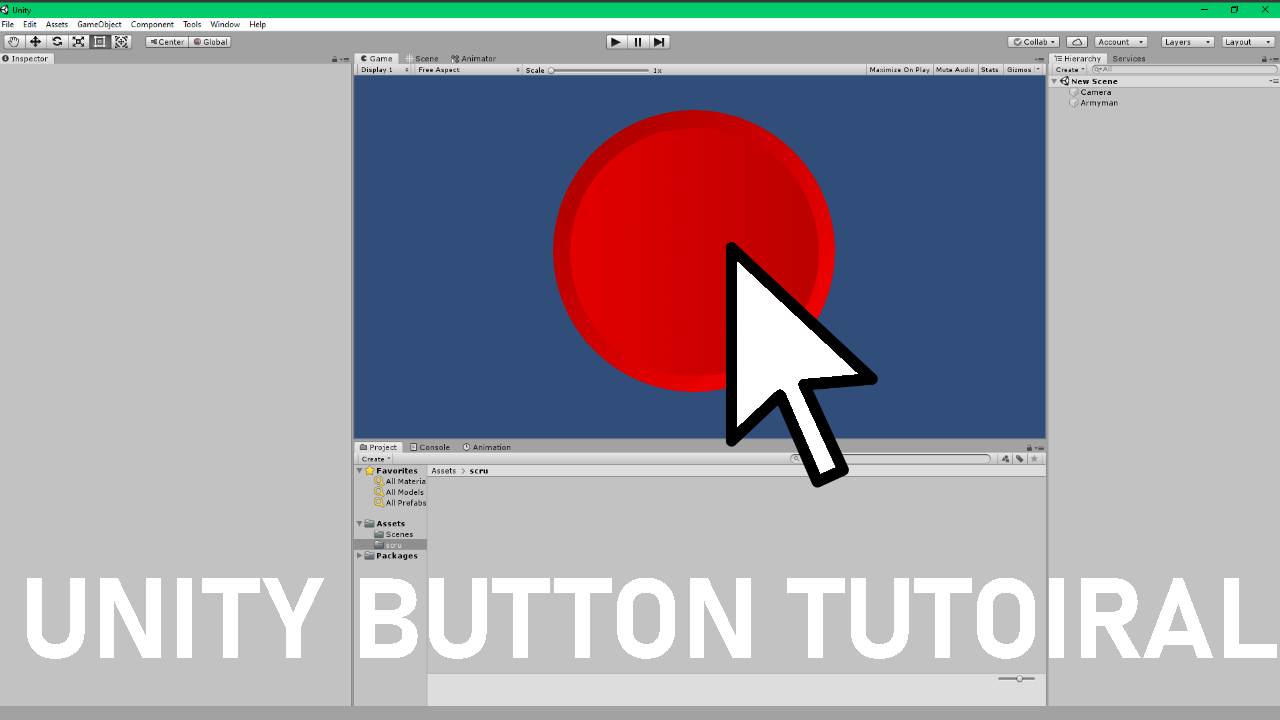 Unity
File Edit Assets GameObject Component Tools Window Help
Center Global Collab Account Layers Layout
Inspector Game Scene Animator Hierarchy Services
Display 1 Free Aspect Scale 1x Maximize On Play Mute Audio Stats Gizmos Create All
New Scene
Camera
Armyman
Project Console Animation
Create
Favorites Assets > scru
All Materia
All Models
All Prefabs
Assets
Scenes
scru
Packages
UNITY BUTTON TUTOIRAL